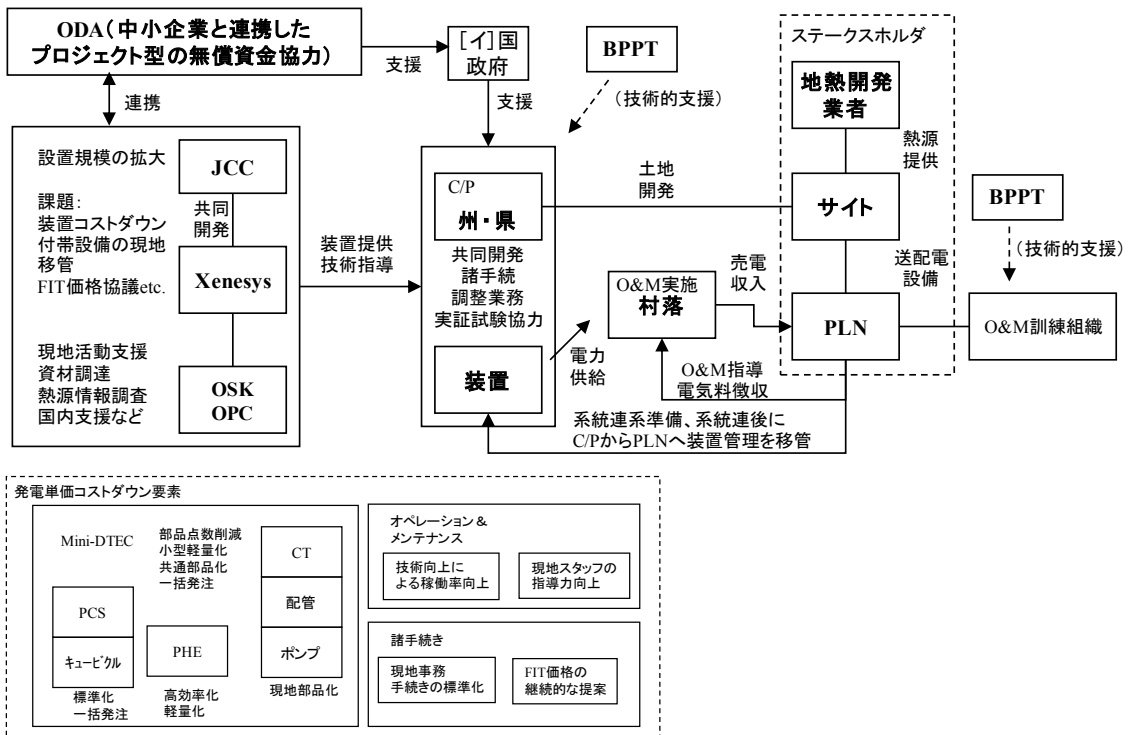 ODA（中小企業と連携した
プロジェクト型の無償資金協力）
支援
［イ］国
政府
BPPT
（技術的支援）
ステークスホルダ
地熱開発
業者
熱源
提供
サイト
送配電
設備
PLN
BPPT
（技術的支援）
O&M訓練組織
連携
支援
設置規模の拡大
JCC
課題：
装置コストダウン
付帯設備の現地
移管
FIT価格協議etc.
共同
開発
Xenesys
現地活動支援
資材調達
熱源情報調査
国内支援など
OSK
OPC
装置提供
技術指導
C/P
州・県
共同開発
諸手続
調整業務
実証試験協力
装置
土地
開発
電力
供給
O&M実施
村落
売電
収入
O&M指導
電気料徴収
系統連系準備、系統連後に
C/PからPLNへ装置管理を移管
発電単価コストダウン要素
Mini-DTEC
部品点数削減
小型軽量化
共通部品化
一括発注
PCS
キュービクル
標準化
一括発注
PHE
高効率化
軽量化
CT
配管
ポンプ
現地部品化
オペレーション＆
メンテナンス
技術向上に
よる稼働率向上
現地スタッフの
指導力向上
諸手続き
現地事務
手続きの標準化
FIT価格の
継続的な提案